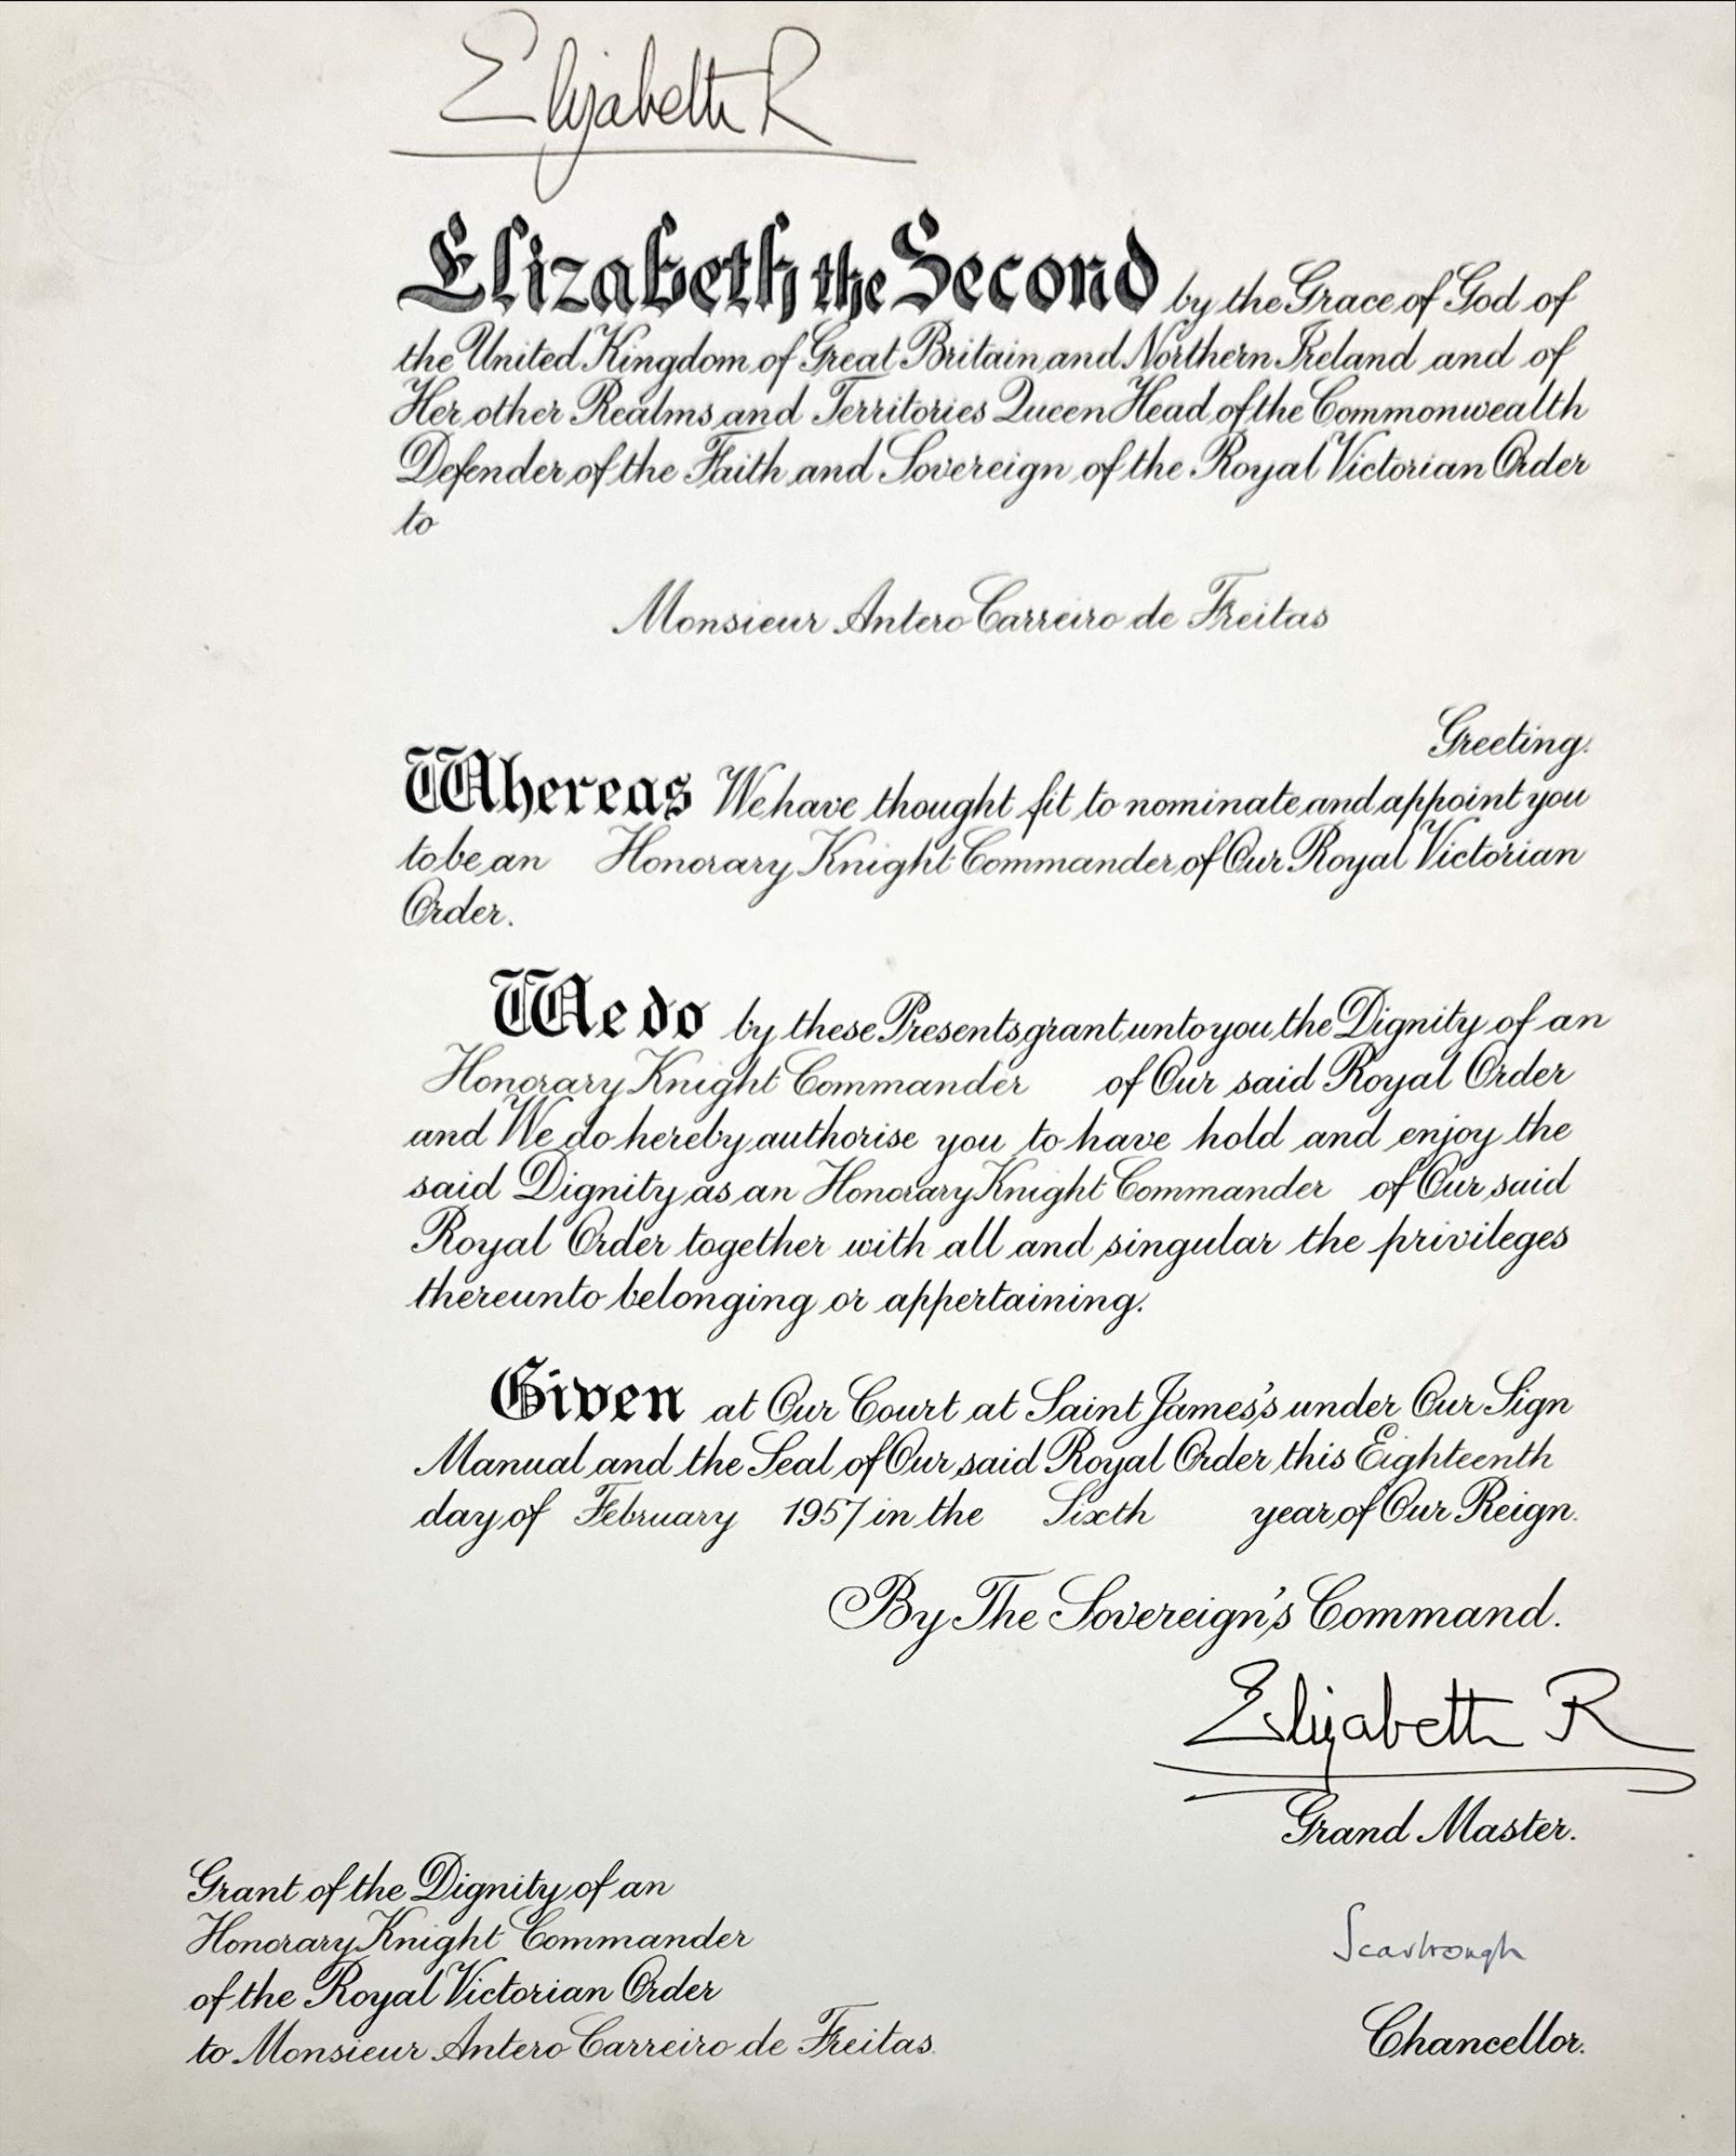 Elizabeth R
Elizabeth the Second by the Grace of God of
the United Kingdom of Great Britain and Northern Ireland and of
Her other Realms and Territories Queen Head of the Commonwealth
Defender of the Faith and Sovereign of the Royal Victorian Order
to
Monsieur Antero Carreiro de Freitas
Greeting.
Whereas We have thought fit to nominate and appoint you
to be an Honorary Knight Commander of Our Royal Victorian
Order.
We do by these Presents grant unto you the Dignity of an
Honorary Knight Commander of Our said Royal Order
and We do hereby authorise you to have hold and enjoy the
said Dignity as an Honorary Knight Commander of Our said
Royal Order together with all and singular the privileges
thereunto belonging or appertaining.
Given at Our Court at Saint James's under Our Sign
Manual and the Seal of Our said Royal Order this Eighteenth
day of February 1957 in the Sixth year of Our Reign.
By The Sovereign's Command.
Elizabeth R
Grand Master.
Grant of the Dignity of an
Honorary Knight Commander
of the Royal Victorian Order
to Monsieur Antero Carreiro de Freitas.
Scarbrough
Chancellor.